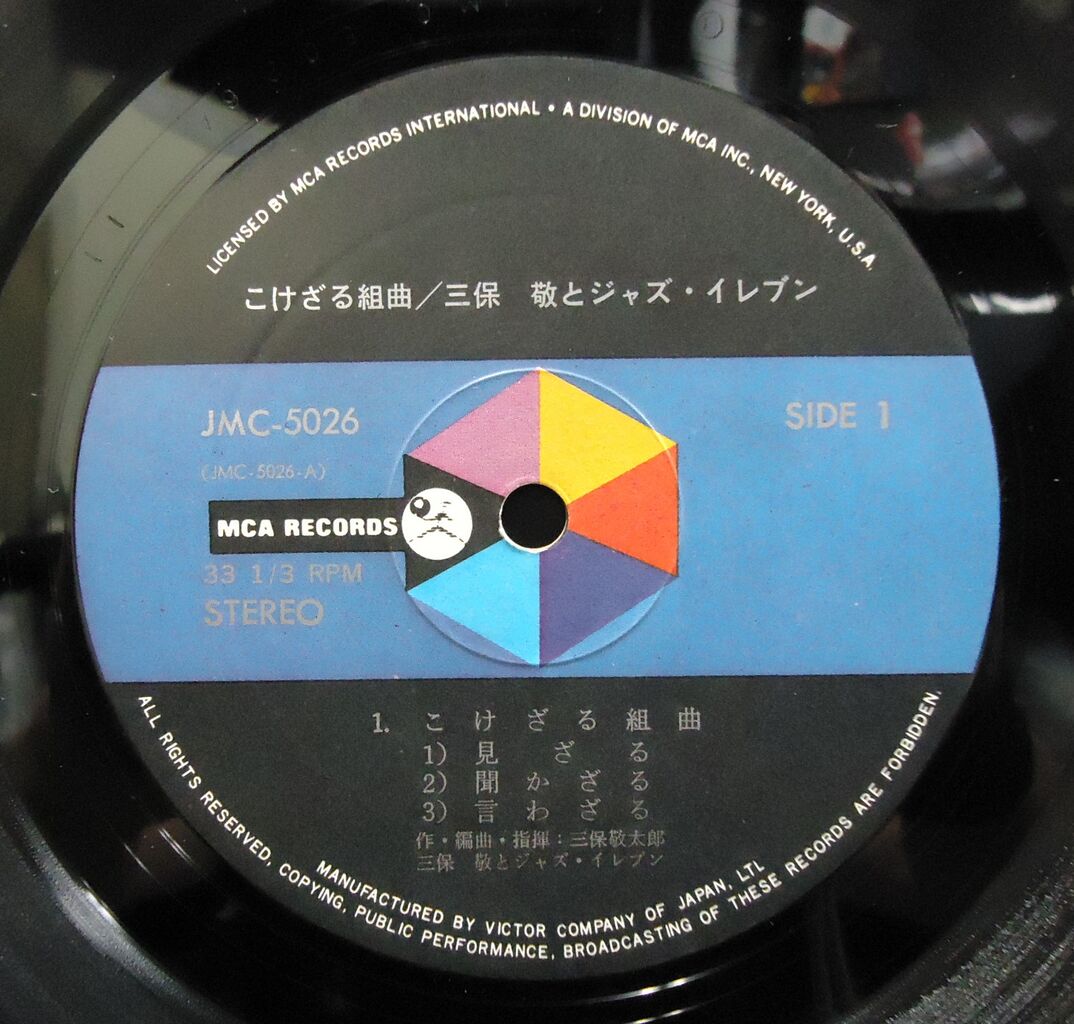 LICENSED BY MCA RECORDS INTERNATIONAL • A DIVISION OF MCA INC., NEW YORK, U.S.A.
こけざる組曲／三保 敬とジャズ・イレブン
JMC-5026
SIDE 1
(JMC-5026-A)
MCA RECORDS
33 1/3 RPM
STEREO
1. こけざる組曲
1) 見ざる
2) 聞かざる
3) 言わざる
作・編曲・指揮：三保敬太郎
三保 敬とジャズ・イレブン
MANUFACTURED BY VICTOR COMPANY OF JAPAN, LTD.
ALL RIGHTS RESERVED, COPYING, PUBLIC PERFORMANCE, BROADCASTING OF THESE RECORDS ARE FORBIDDEN.